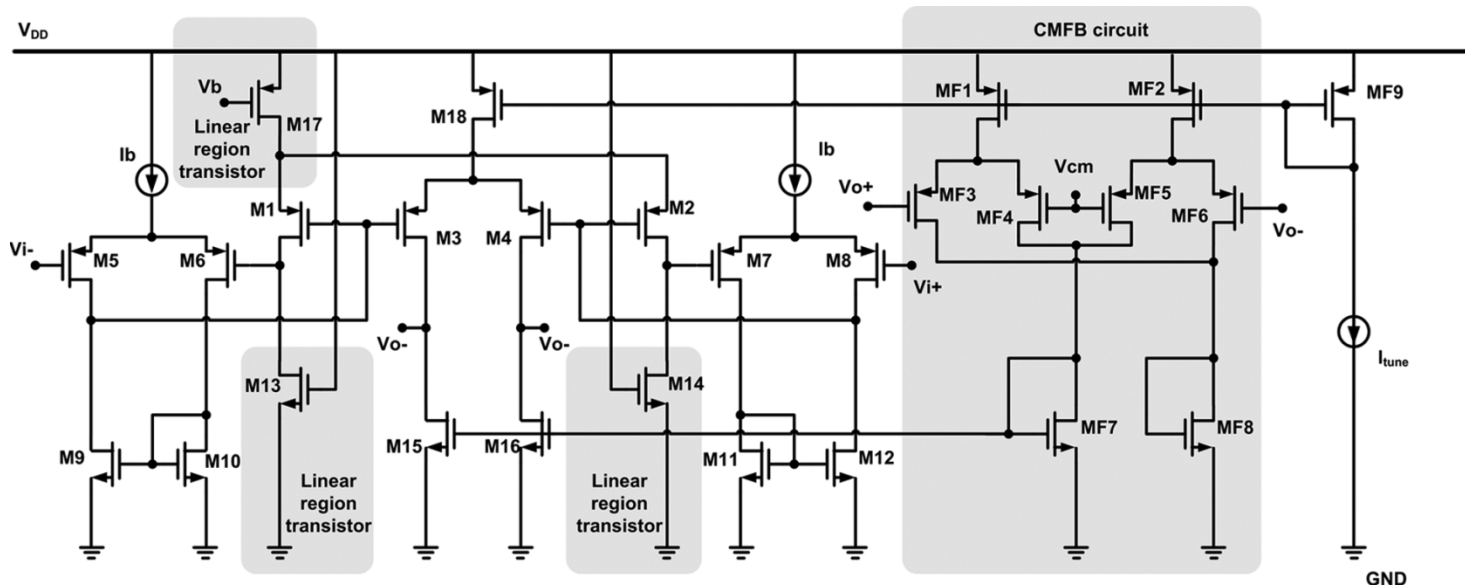 V_DD
CMFB circuit
Vb
M17
Linear
region
transistor
M18
MF1
MF2
MF9
Ib
Ib
Vcm
Vo+
MF3
MF4
MF5
MF6
Vo-
M1
M3
M4
M2
Vi-
M5
M6
M7
M8
Vi+
Vo-
Vo-
I_tune
M13
M14
M9
M10
M15
M16
M11
M12
MF7
MF8
Linear
region
transistor
Linear
region
transistor
GND